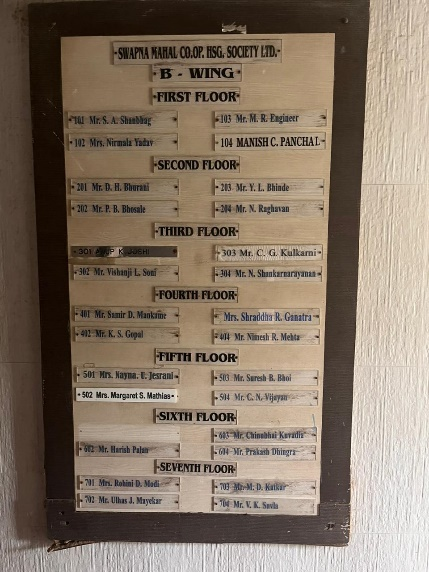 SWAPNA MAHAL CO.OP. HSG. SOCIETY LTD.
B - WING
FIRST FLOOR
101 Mr. S. A. Shanbhag
103 Mr. M. R. Engineer
102 Mrs. Nirmala Yadav
104 MANISH C. PANCHAL
SECOND FLOOR
201 Mr. D. H. Bhurani
203 Mr. Y. L. Bhinde
202 Mr. P. B. Bhosale
204 Mr. N. Raghavan
THIRD FLOOR
301
303 Mr. C. G. Kulkarni
302 Mr. Vishanji L. Soni
304 Mr. N. Shankarnarayanan
FOURTH FLOOR
401 Mr. Samir D. Mankame
Mrs. Shraddha R. Ganatra
402 Mr. K. S. Gopal
404 Mr. Nimesh R. Mehta
FIFTH FLOOR
501 Mrs. Nayna. U. Jesrani
503 Mr. Suresh B. Bhoi
502 Mrs. Margaret S. Mathias
504 Mr. C. N. Vijayan
SIXTH FLOOR
603 Mr. Chinubhai Kavadia
602 Mr. Harish Palan
604 Mr. Prakash Dhingra
SEVENTH FLOOR
701 Mrs. Rohini D. Modi
703 Mr. M. D. Katkar
702 Mr. Ulhas J. Mayekar
704 Mr. V. K. Sovla